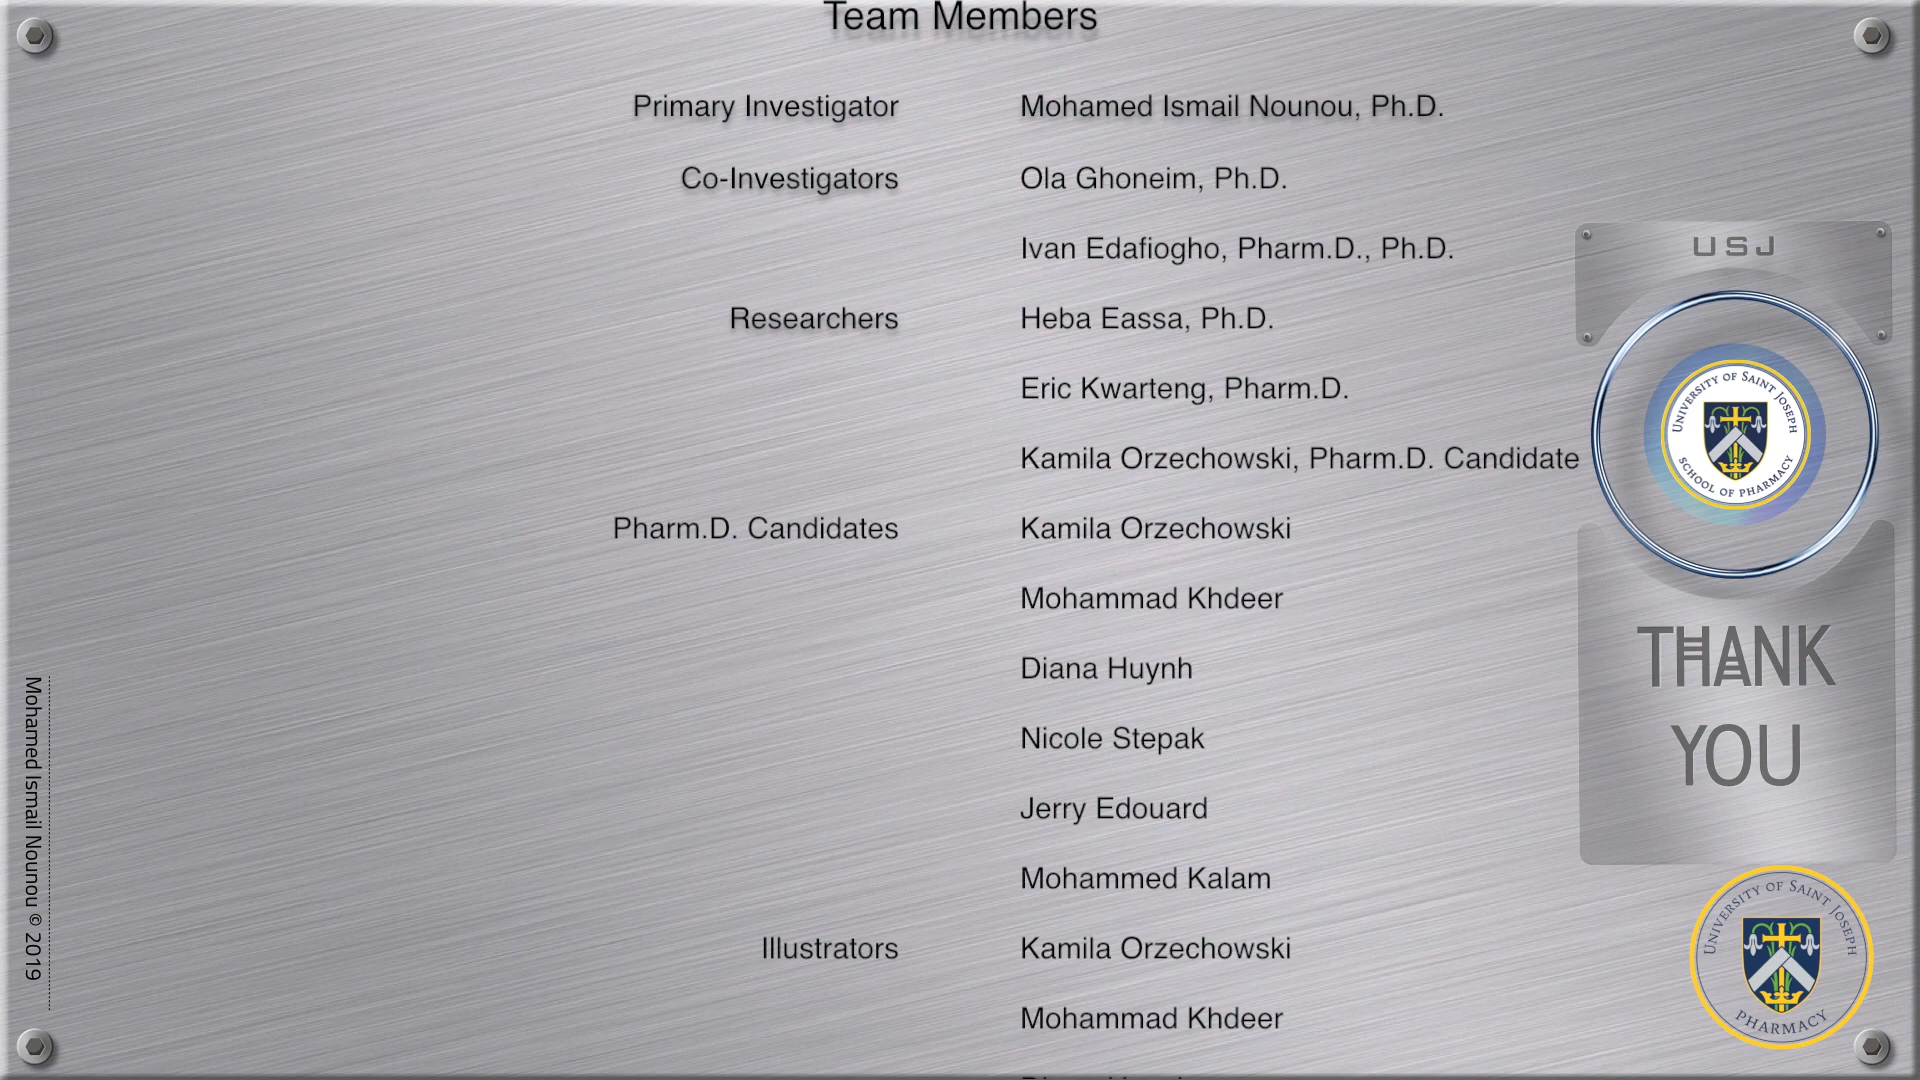 Team Members
Primary Investigator Mohamed Ismail Nounou, Ph.D.
Co-Investigators Ola Ghoneim, Ph.D.
Ivan Edafiogho, Pharm.D., Ph.D.
Researchers Heba Eassa, Ph.D.
Eric Kwarteng, Pharm.D.
Kamila Orzechowski, Pharm.D. Candidate
Pharm.D. Candidates Kamila Orzechowski
Mohammad Khdeer
Diana Huynh
Nicole Stepak
Jerry Edouard
Mohammed Kalam
Illustrators Kamila Orzechowski
Mohammad Khdeer
USJ
UNIVERSITY OF SAINT JOSEPH
SCHOOL OF PHARMACY
THANK
YOU
UNIVERSITY OF SAINT JOSEPH
PHARMACY
Mohamed Ismail Nounou © 2019